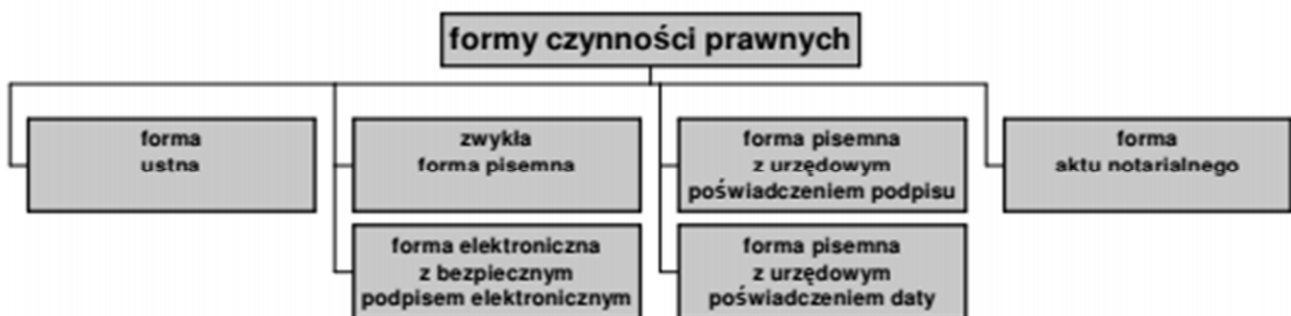 formy czynności prawnych
forma
ustna
zwykła
forma pisemna
forma pisemna
z urzędowym
poświadczeniem podpisu
forma
aktu notarialnego
forma elektroniczna
z bezpiecznym
podpisem elektronicznym
forma pisemna
z urzędowym
poświadczeniem daty